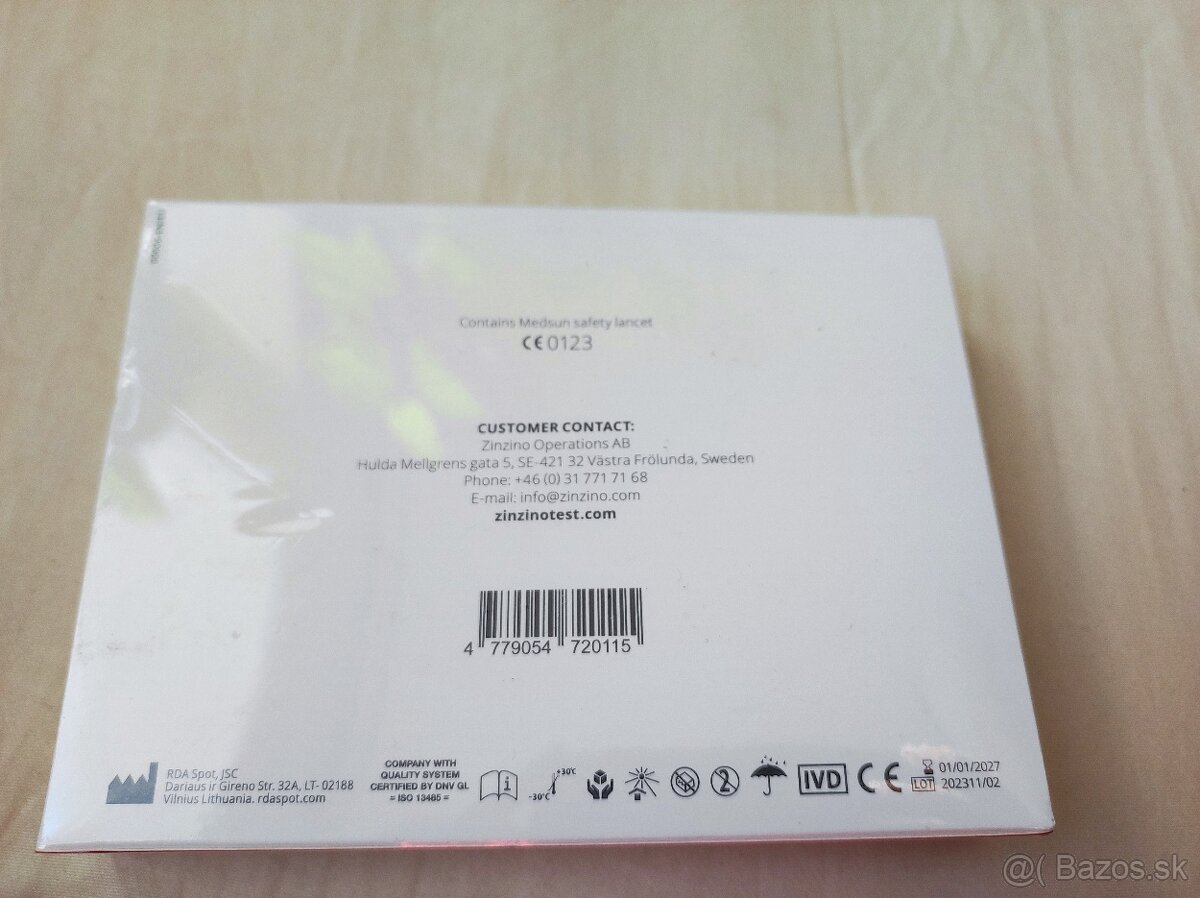 Contains Medsun safety lancet
CE 0123
CUSTOMER CONTACT:
Zinzino Operations AB
Hulda Mellgrens gata 5, SE-421 32 Västra Frölunda, Sweden
Phone: +46 (0) 31 771 71 68
E-mail: info@zinzino.com
zinzinotest.com
4 779054 720115
RDA Spot, JSC
Dariaus ir Gireno Str. 32A, LT- 02188
Vilnius Lithuania. rdaspot.com
COMPANY WITH
QUALITY SYSTEM
CERTIFIED BY DNV GL
= ISO 13485 =
i
-30°C
+30°C
2
IVD
CE
01/01/2027
LOT 202311/02
@( Bazos.sk